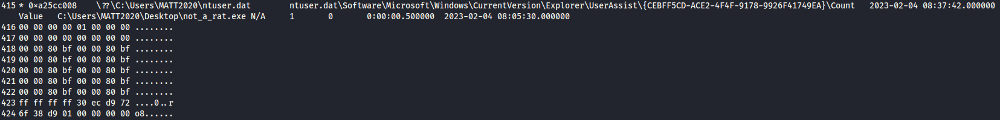 415 * 0×a25cc008 \??\C:\Users\MATT2020\ntuser.dat ntuser.dat\Software\Microsoft\Windows\CurrentVersion\Explorer\UserAssist\{CEBFF5CD-ACE2-4F4F-9178-9926F41749EA}\Count 2023-02-04 08:37:42.000000
Value C:\Users\MATT2020\Desktop\not_a_rat.exe N/A 1 0 0:00:00.500000 2023-02-04 08:05:30.000000
416 00 00 00 00 01 00 00 00 ........
417 00 00 00 00 00 00 00 00 ........
418 00 00 80 bf 00 00 80 bf ........
419 00 00 80 bf 00 00 80 bf ........
420 00 00 80 bf 00 00 80 bf ........
421 00 00 80 bf 00 00 80 bf ........
422 00 00 80 bf 00 00 80 bf ........
423 ff ff ff ff 30 ec d9 72 ....0..r
424 6f 38 d9 01 00 00 00 00 o8......